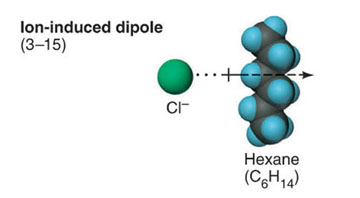 Ion-induced dipole
(3–15)
Cl⁻
Hexane
(C₆H₁₄)